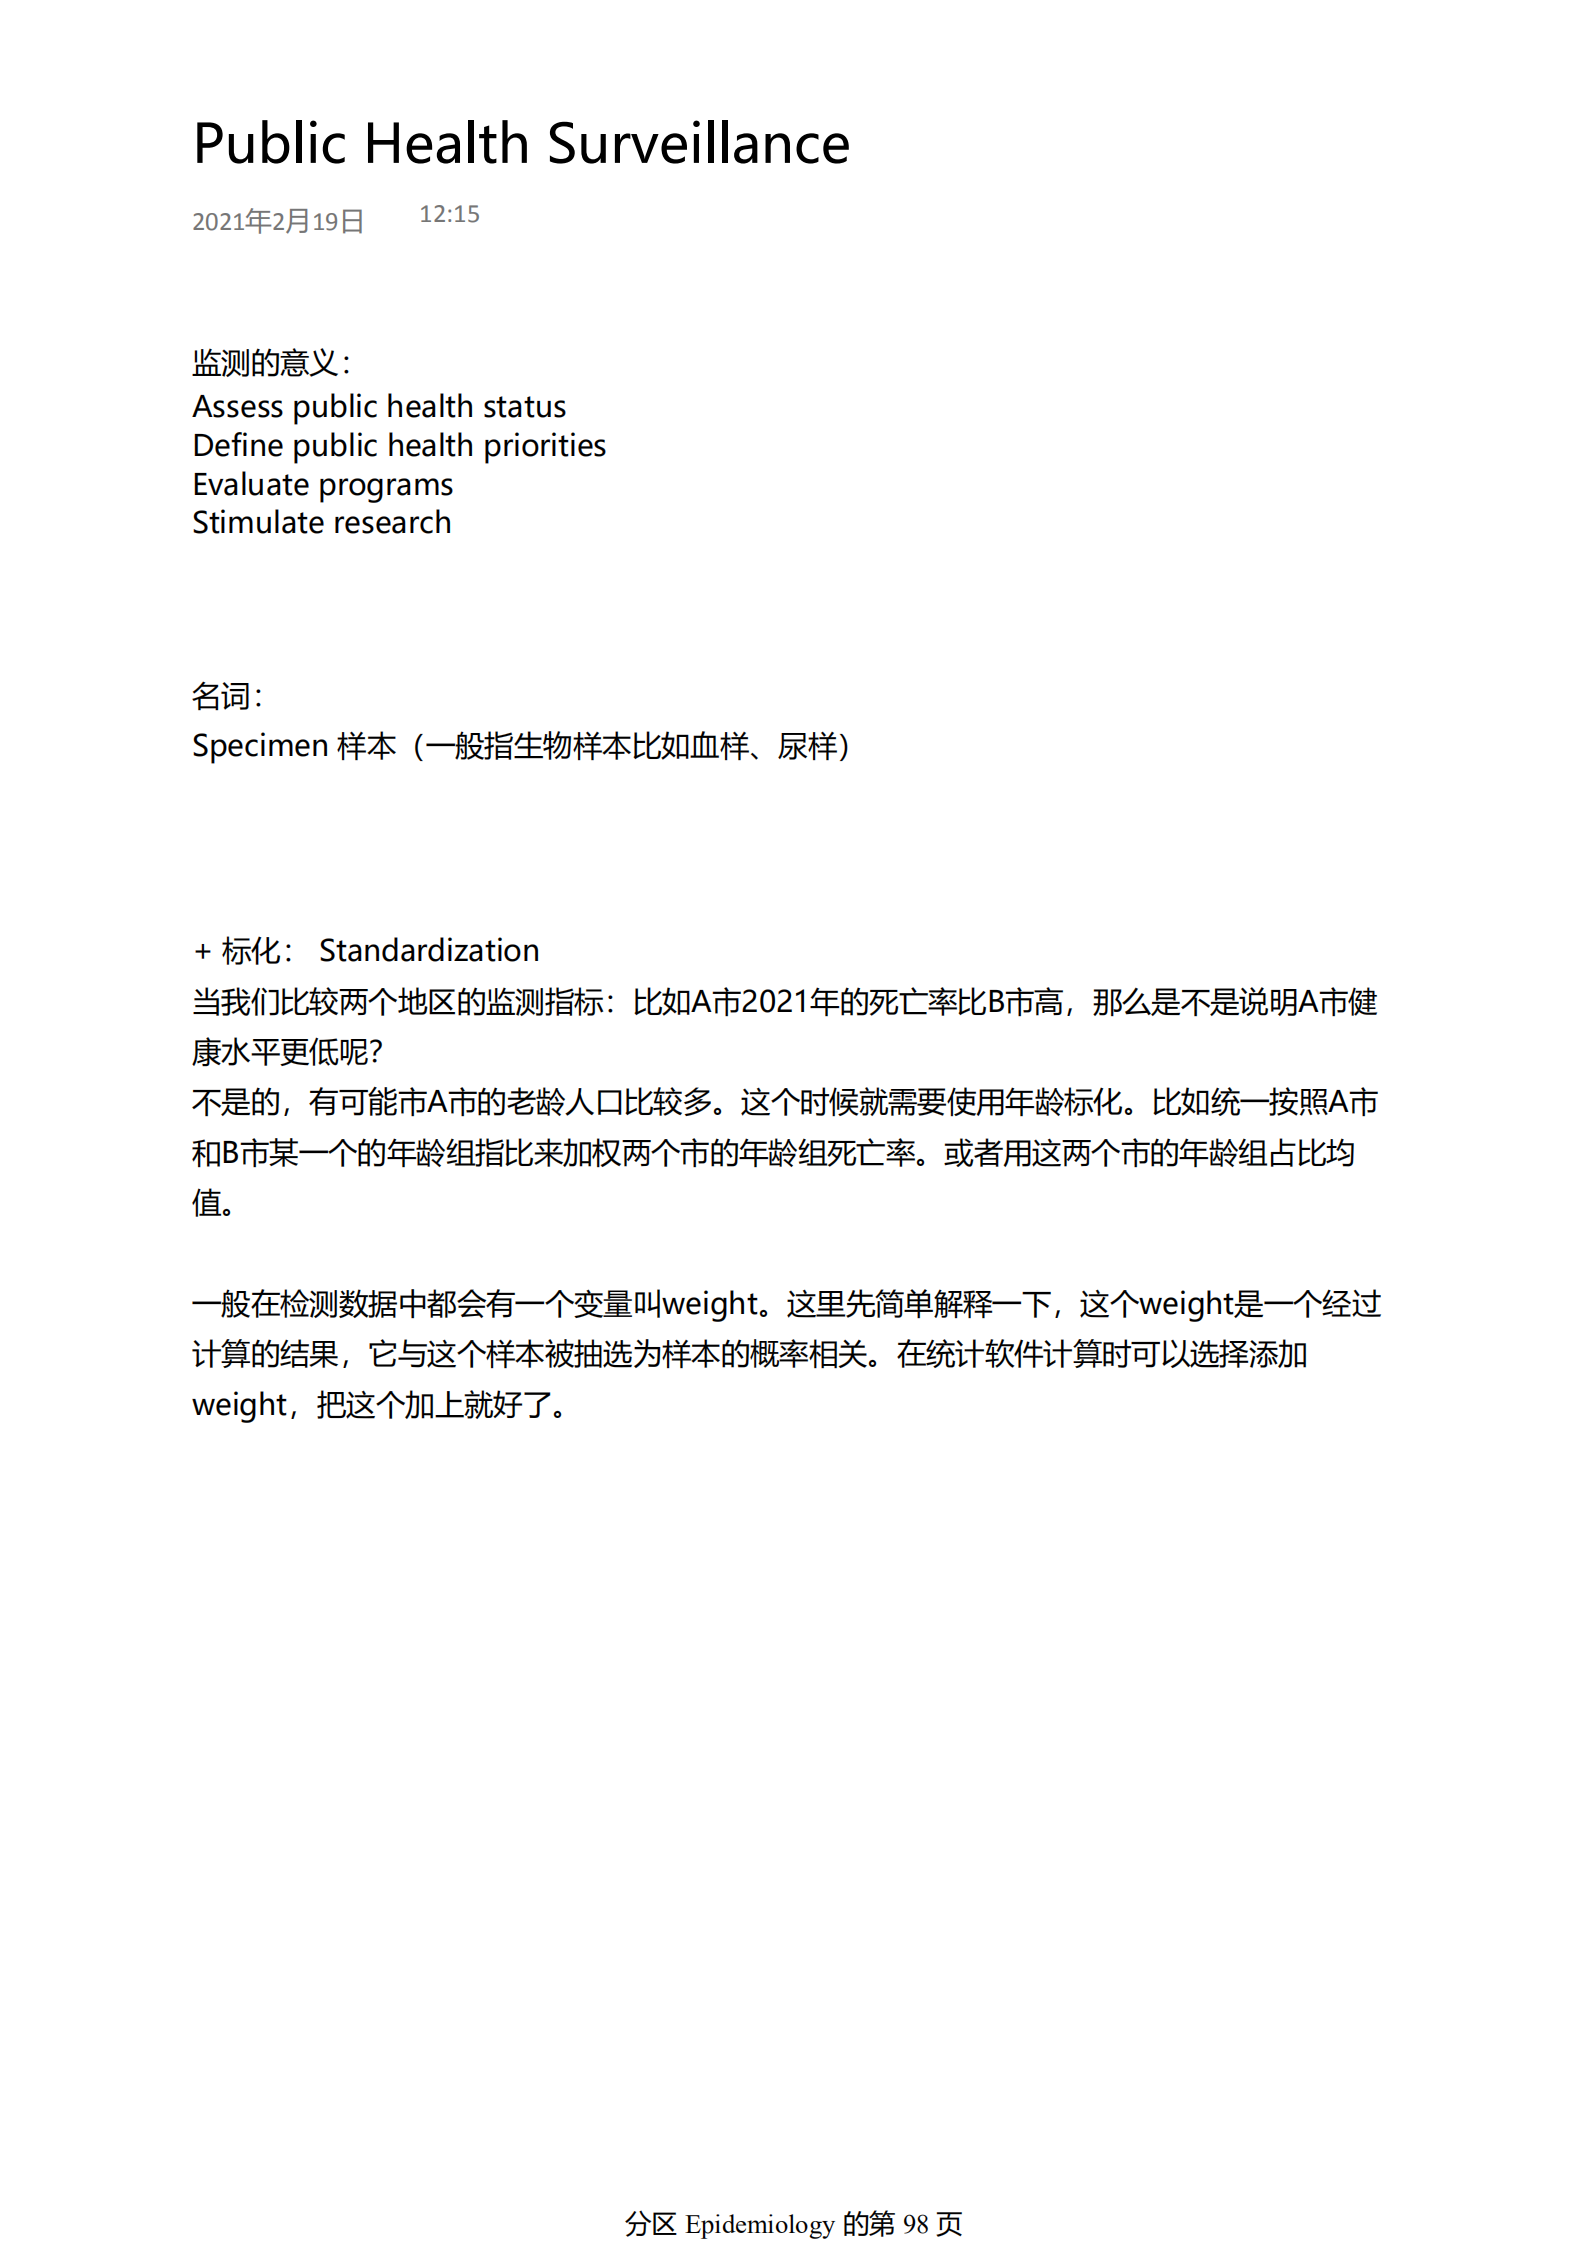 Public Health Surveillance
2021年2月19日 12:15
监测的意义：
Assess public health status
Define public health priorities
Evaluate programs
Stimulate research
名词：
Specimen 样本（一般指生物样本比如血样、尿样）
+ 标化： Standardization
当我们比较两个地区的监测指标：比如A市2021年的死亡率比B市高，那么是不是说明A市健
康水平更低呢？
不是的，有可能市A市的老龄人口比较多。这个时候就需要使用年龄标化。比如统一按照A市
和B市某一个的年龄组指比来加权两个市的年龄组死亡率。或者用这两个市的年龄组占比均
值。
一般在检测数据中都会有一个变量叫weight。这里先简单解释一下，这个weight是一个经过
计算的结果，它与这个样本被抽选为样本的概率相关。在统计软件计算时可以选择添加
weight，把这个加上就好了。
分区 Epidemiology 的第 98 页